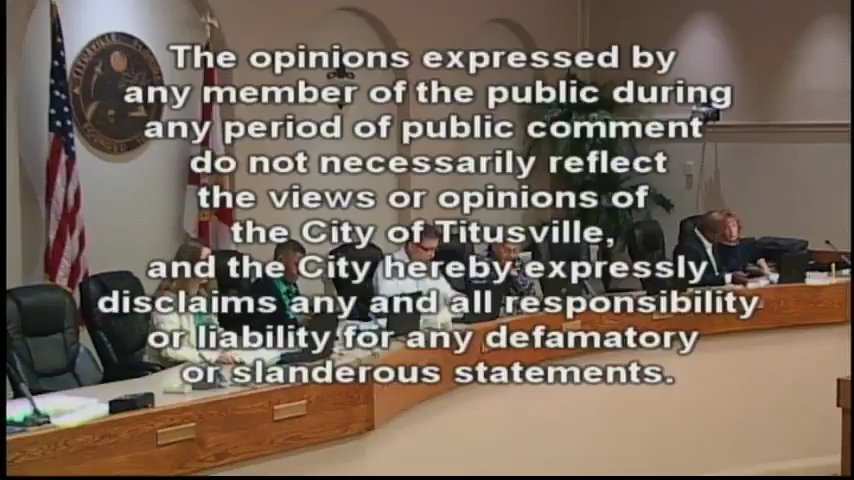 The opinions expressed by
any member of the public during
any period of public comment
do not necessarily reflect
the views or opinions of
the City of Titusville,
and the City hereby expressly
disclaims any and all responsibility
or liability for any defamatory
or slanderous statements.